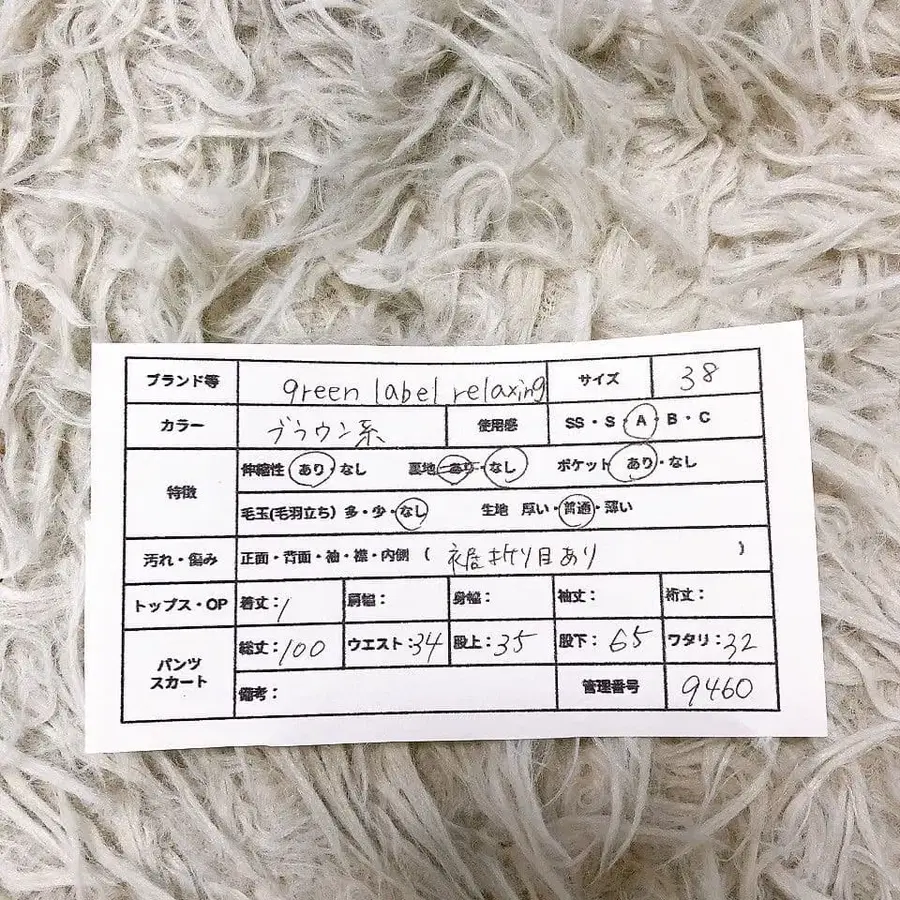 ブランド等 green label relaxing サイズ 38
カラー ブラウン系 使用感 SS・S・A・B・C
特徴 伸縮性 あり・なし 裏地 あり・なし ポケット あり・なし
毛玉(毛羽立ち) 多・少・なし 生地 厚い・普通・薄い
汚れ・傷み 正面・背面・袖・襟・内側 ( 裾折り目あり )
トップス・OP 着丈: 肩幅: 身幅: 袖丈: 裄丈:
パンツ スカート 総丈:100 ウエスト:34 股上:35 股下:65 ワタリ:32
備考: 管理番号 9460